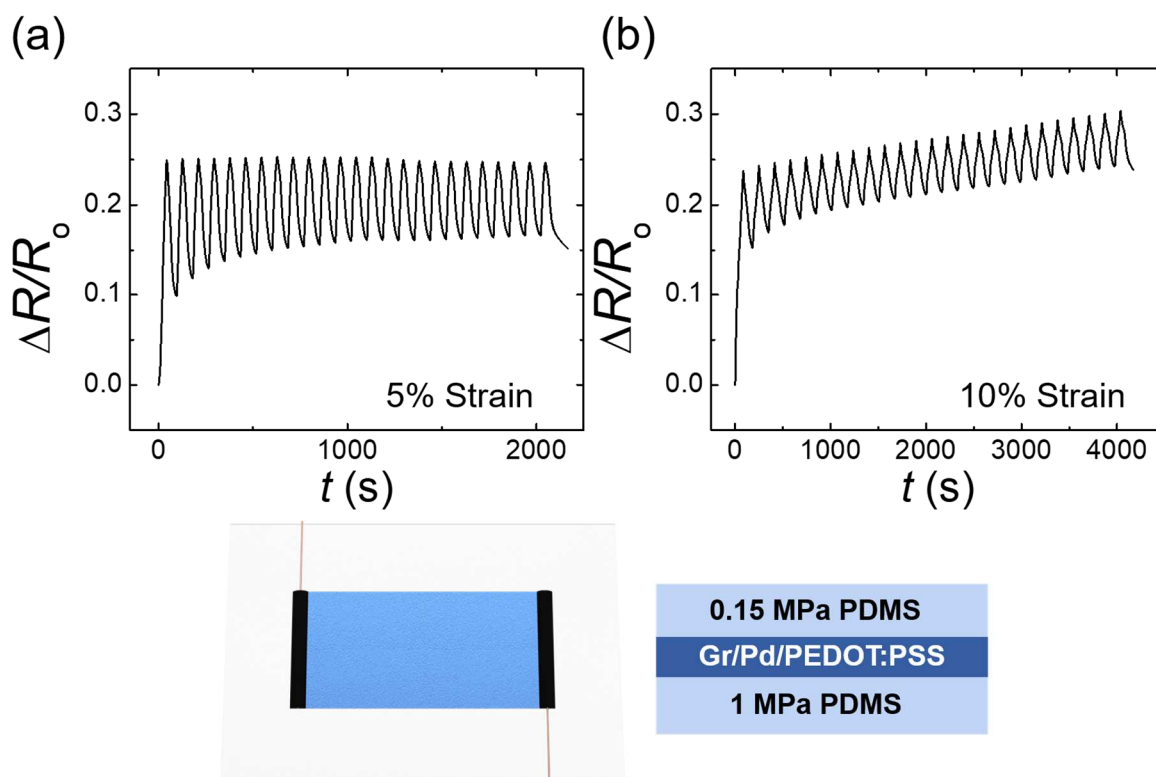 (a)
0.3
0.2
0.1
0.0
ΔR/Ro
5% Strain
0 1000 2000
t (s)
(b)
0.3
0.2
0.1
0.0
ΔR/Ro
10% Strain
0 1000 2000 3000 4000
t (s)
0.15 MPa PDMS
Gr/Pd/PEDOT:PSS
1 MPa PDMS